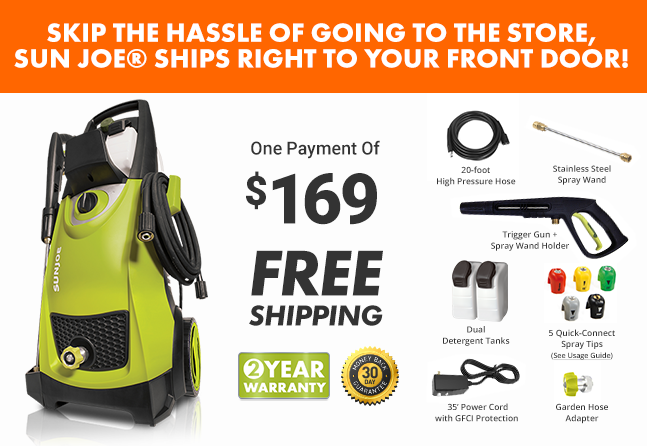 SKIP THE HASSLE OF GOING TO THE STORE,
SUN JOE® SHIPS RIGHT TO YOUR FRONT DOOR!
SUNJOE
One Payment Of
$169
FREE
SHIPPING
2 YEAR
WARRANTY
MONEY BACK
30
DAY
GUARANTEE
20-foot
High Pressure Hose
Stainless Steel
Spray Wand
Trigger Gun +
Spray Wand Holder
Dual
Detergent Tanks
5 Quick-Connect
Spray Tips
(See Usage Guide)
35' Power Cord
with GFCI Protection
Garden Hose
Adapter